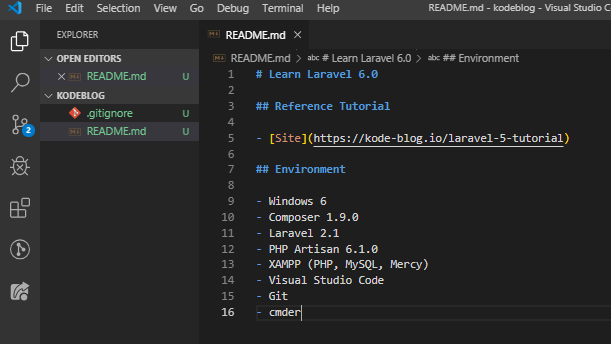 File Edit Selection View Go Debug Terminal Help README.md - kodeblog - Visual Studio C
EXPLORER
OPEN EDITORS
README.md U
KODEBLOG
.gitignore U
README.md U
2
README.md
README.md > abc # Learn Laravel 6.0 > abc ## Environment
1 # Learn Laravel 6.0
2
3 ## Reference Tutorial
4
5 - [Site](https://kode-blog.io/laravel-5-tutorial)
6
7 ## Environment
8
9 - Windows 6
10 - Composer 1.9.0
11 - Laravel 2.1
12 - PHP Artisan 6.1.0
13 - XAMPP (PHP, MySQL, Mercy)
14 - Visual Studio Code
15 - Git
16 - cmder